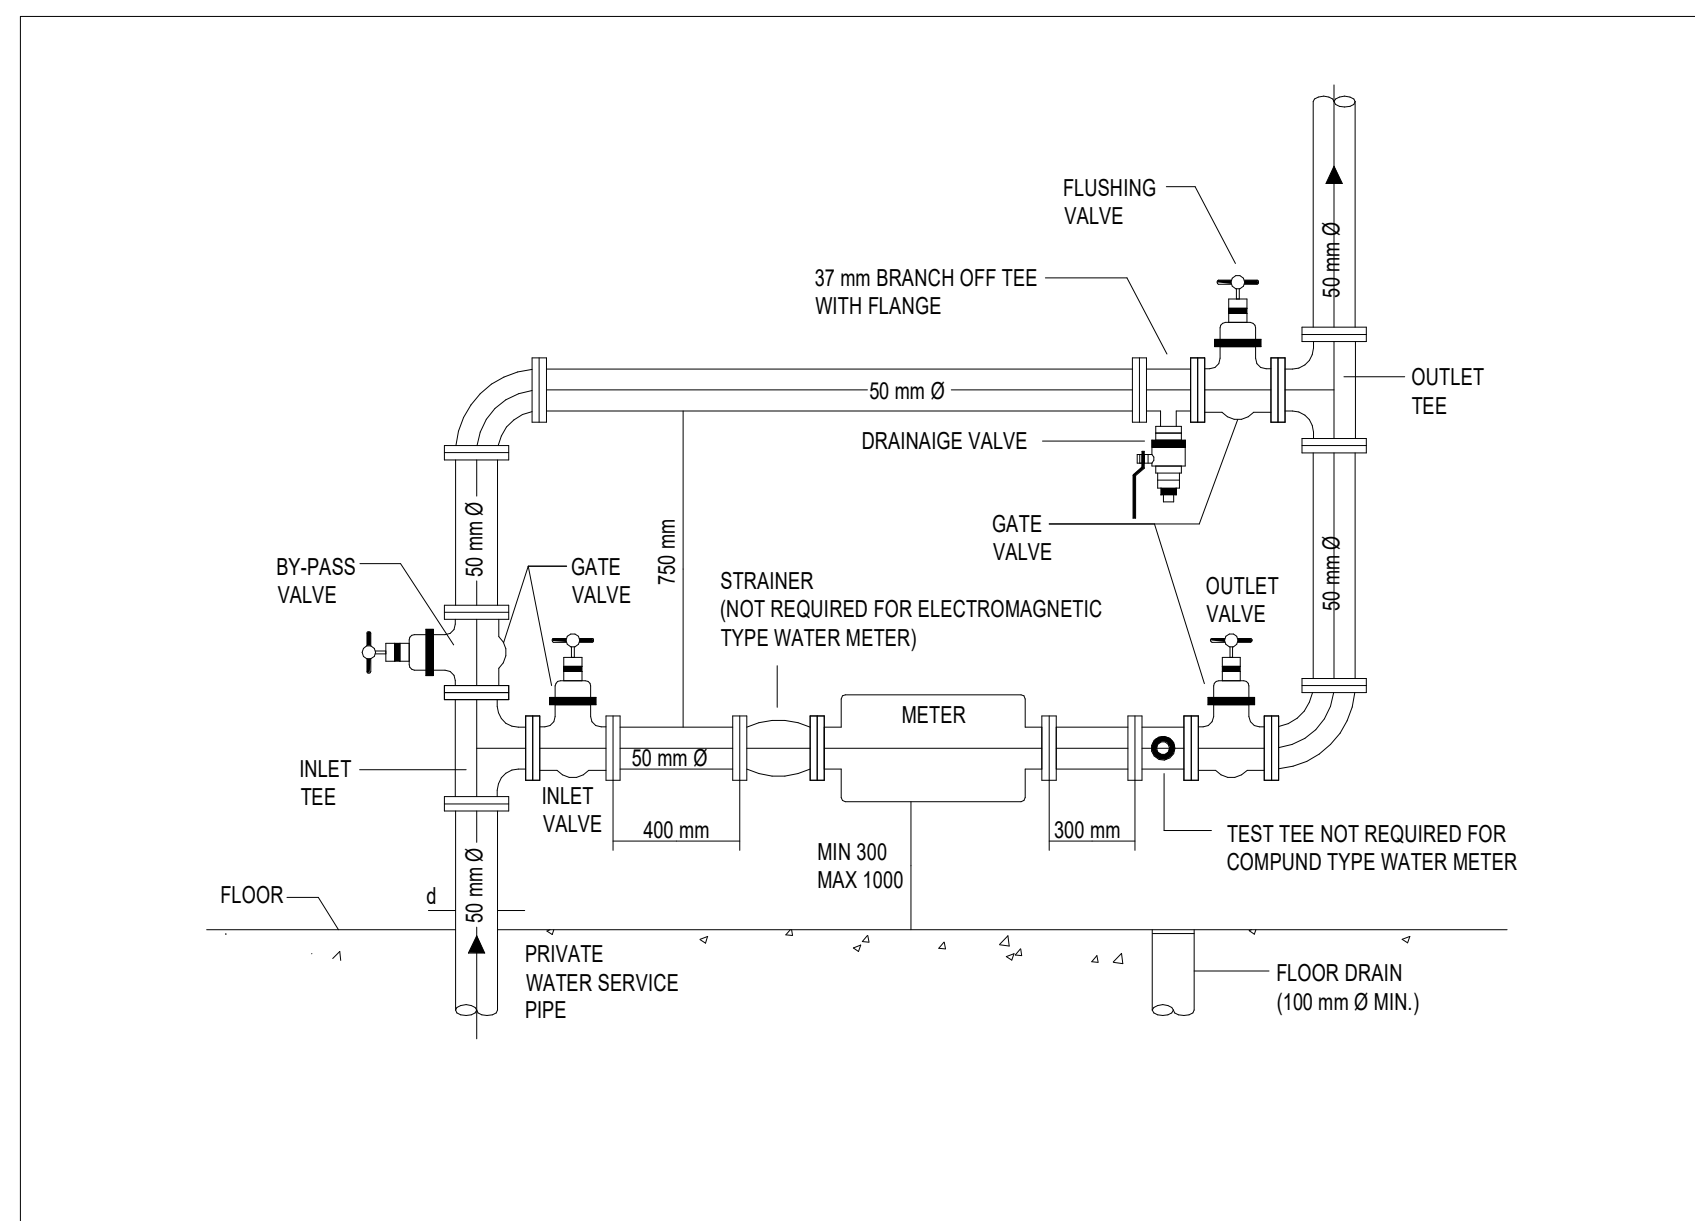 FLUSHING
VALVE
50 mm Ø
37 mm BRANCH OFF TEE
WITH FLANGE
50 mm Ø
OUTLET
TEE
DRAINAIGE VALVE
50 mm Ø
750 mm
GATE
VALVE
50 mm Ø
BY-PASS
VALVE
GATE
VALVE
STRAINER
(NOT REQUIRED FOR ELECTROMAGNETIC
TYPE WATER METER)
OUTLET
VALVE
METER
50 mm Ø
INLET
TEE
INLET
VALVE
400 mm
300 mm
MIN 300
MAX 1000
TEST TEE NOT REQUIRED FOR
COMPUND TYPE WATER METER
FLOOR
d
50 mm Ø
PRIVATE
WATER SERVICE
PIPE
FLOOR DRAIN
(100 mm Ø MIN.)